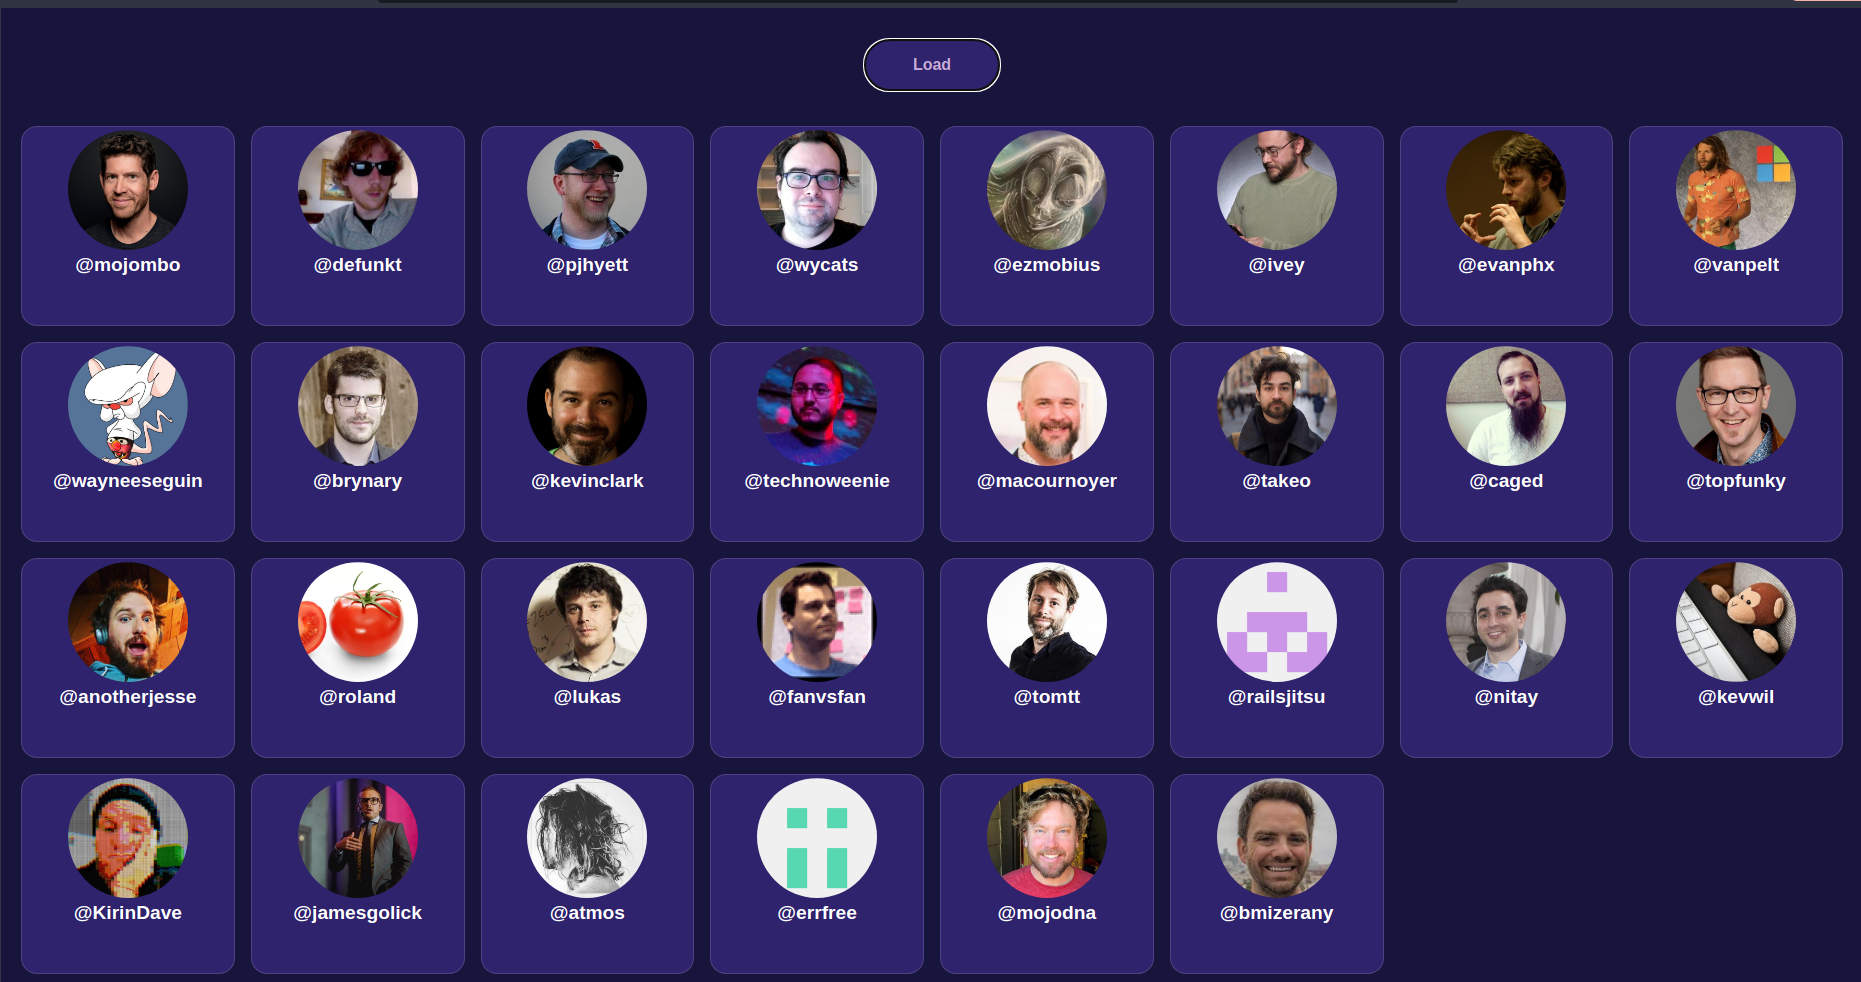 Load
@mojombo
@defunkt
@pjhyett
@wycats
@ezmobius
@ivey
@evanphx
@vanpelt
@wayneeseguin
@brynary
@kevinclark
@technoweenie
@macournoyer
@takeo
@caged
@topfunky
@anotherjesse
@roland
@lukas
@fanvsfan
@tomtt
@railsjitsu
@nitay
@kevwil
@KirinDave
@jamesgolick
@atmos
@errfree
@mojodna
@bmizerany